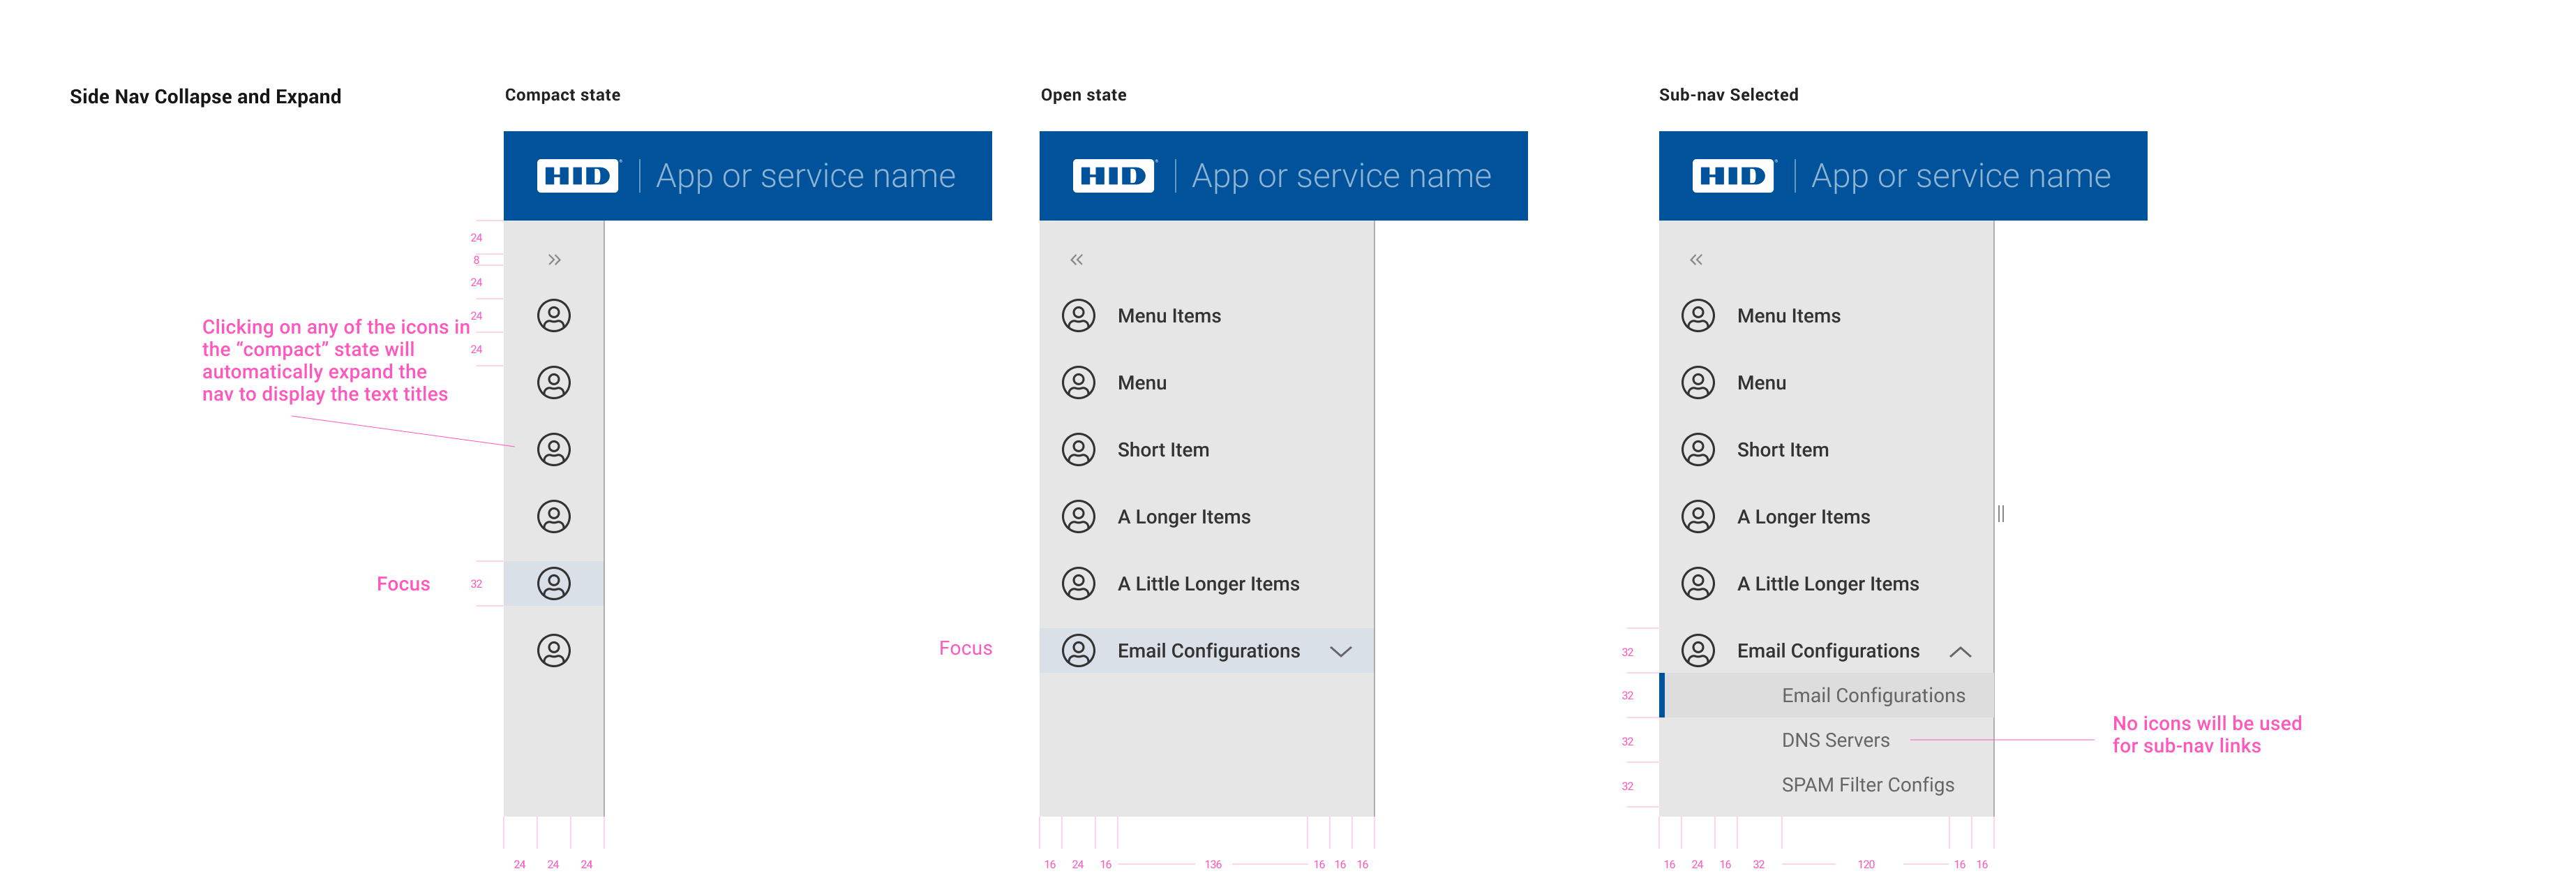 Side Nav Collapse and Expand
Compact state
HID
App or service name
24
8
24
24
24
Clicking on any of the icons in
the “compact” state will
automatically expand the
nav to display the text titles
Focus
32
24 24 24
Open state
HID
App or service name
Menu Items
Menu
Short Item
A Longer Items
A Little Longer Items
Focus
Email Configurations
16 24 16 136 16 16 16
Sub-nav Selected
HID
App or service name
Menu Items
Menu
Short Item
A Longer Items
A Little Longer Items
32
Email Configurations
32
Email Configurations
32
DNS Servers
32
SPAM Filter Configs
No icons will be used
for sub-nav links
16 24 16 32 120 16 16